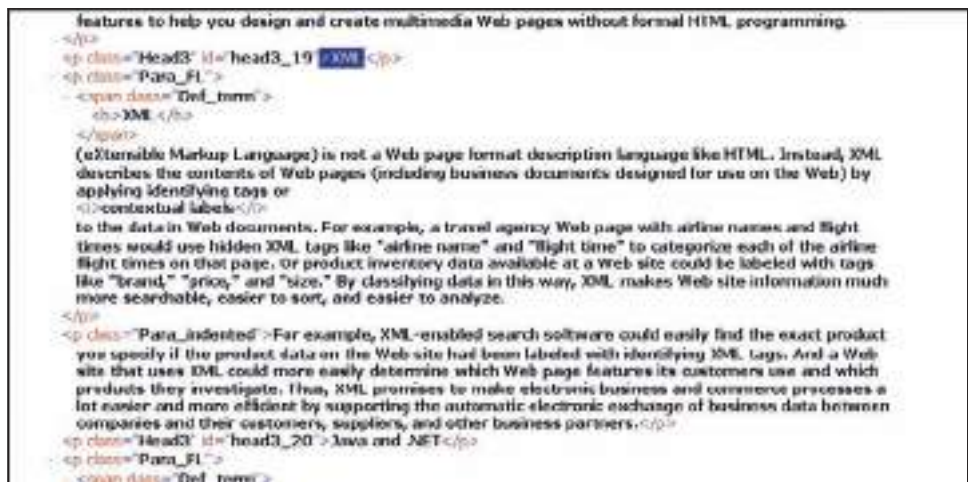 features to help you design and create multimedia Web pages without formal HTML programming.
</p>
- <p class="Head3" id="head3_19">XML</p>
- <p class="Para_FL">
- <span class="Def_term">
<b>XML</b>
</span>
(eXtensible Markup Language) is not a Web page format description language like HTML. Instead, XML
describes the contents of Web pages (including business documents designed for use on the Web) by
applying identifying tags or
<i>contextual labels</i>
to the data in Web documents. For example, a travel agency Web page with airline names and flight
times would use hidden XML tags like "airline name" and "flight time" to categorize each of the airline
flight times on that page. Or product inventory data available at a Web site could be labeled with tags
like "brand," "price," and "size." By classifying data in this way, XML makes Web site information much
more searchable, easier to sort, and easier to analyze.
</p>
<p class="Para_indented">For example, XML-enabled search software could easily find the exact product
you specify if the product data on the Web site had been labeled with identifying XML tags. And a Web
site that uses XML could more easily determine which Web page features its customers use and which
products they investigate. Thus, XML promises to make electronic business and commerce processes a
lot easier and more efficient by supporting the automatic electronic exchange of business data between
companies and their customers, suppliers, and other business partners.</p>
<p class="Head3" id="head3_20">Java and .NET</p>
- <p class="Para_FL">
- <span class="Def_term">